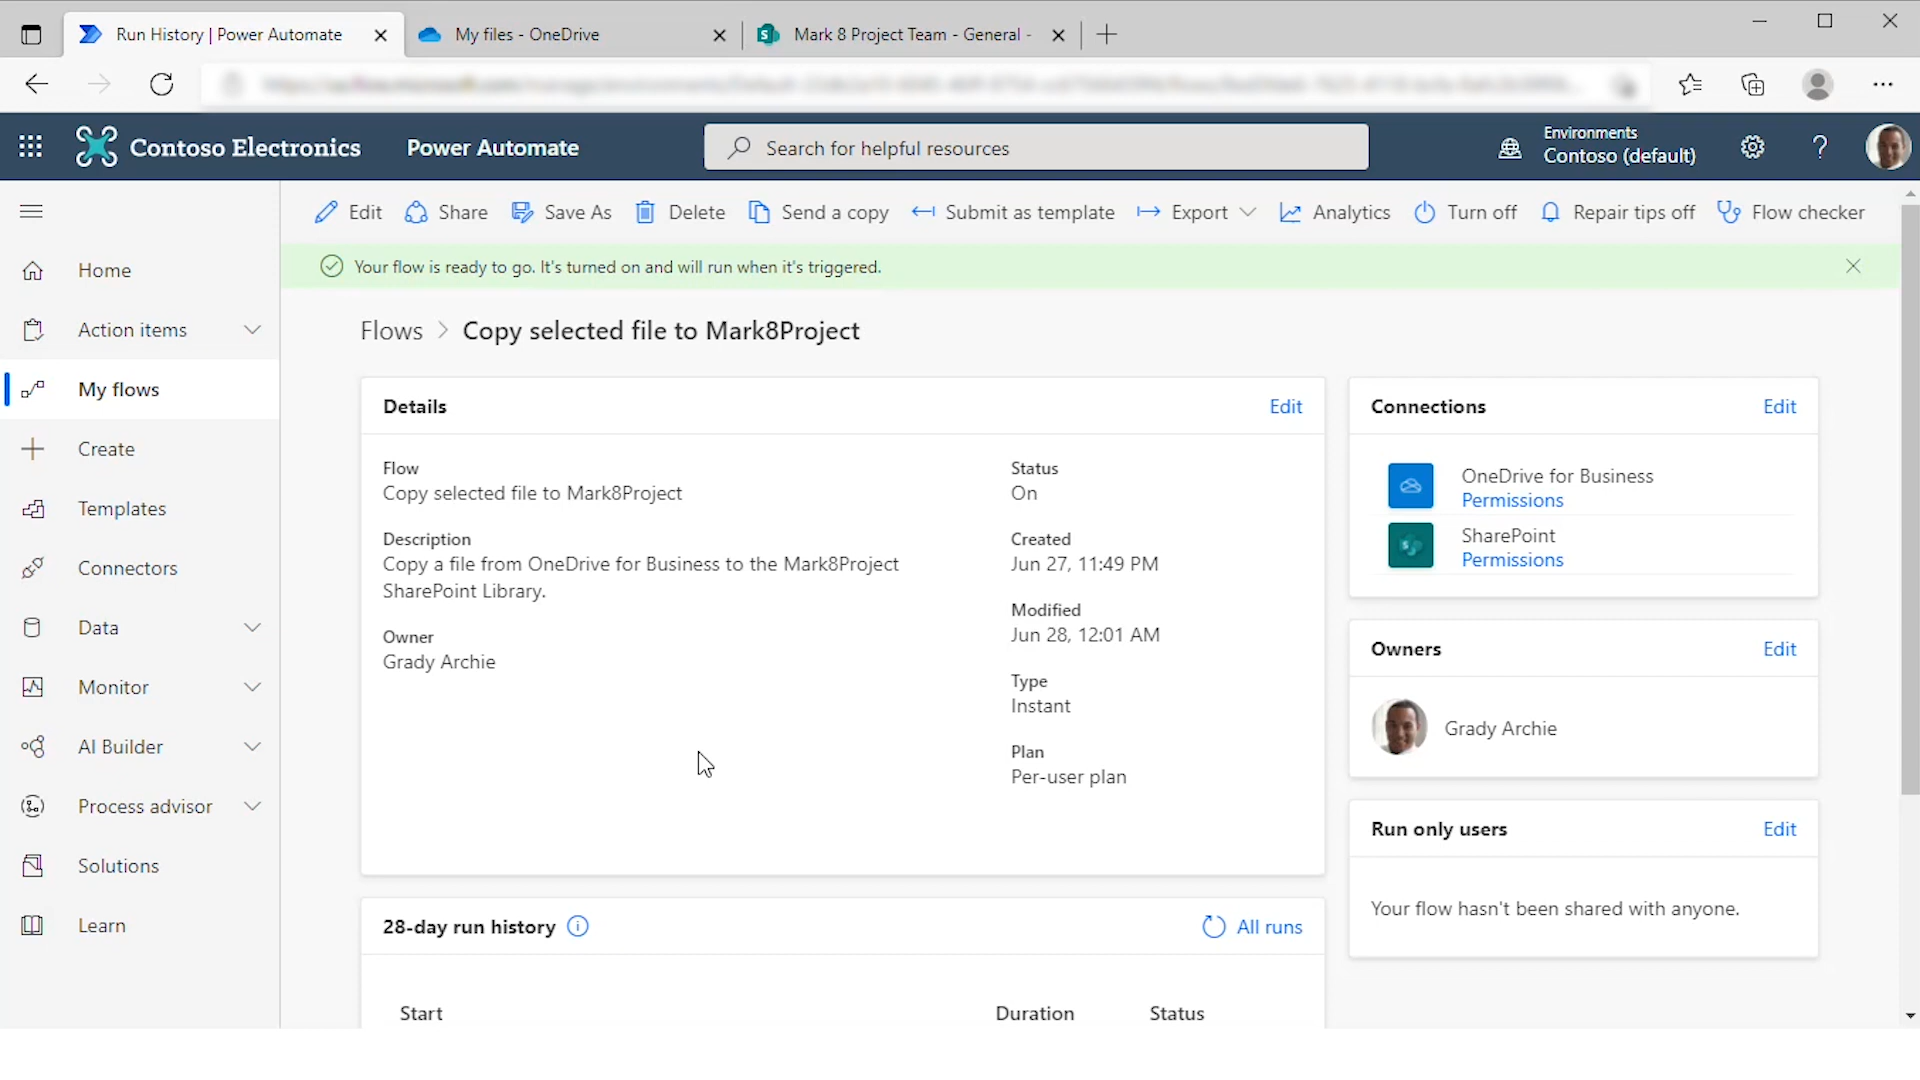 Run History | Power Automate
My files - OneDrive
Mark 8 Project Team - General -
Contoso Electronics
Power Automate
Search for helpful resources
Environments
Contoso (default)
Edit
Share
Save As
Delete
Send a copy
Submit as template
Export
Analytics
Turn off
Repair tips off
Flow checker
Your flow is ready to go. It's turned on and will run when it's triggered.
Home
Action items
My flows
Create
Templates
Connectors
Data
Monitor
AI Builder
Process advisor
Solutions
Learn
Flows > Copy selected file to Mark8Project
Details
Edit
Flow
Copy selected file to Mark8Project
Description
Copy a file from OneDrive for Business to the Mark8Project
SharePoint Library.
Owner
Grady Archie
Status
On
Created
Jun 27, 11:49 PM
Modified
Jun 28, 12:01 AM
Type
Instant
Plan
Per-user plan
Connections
Edit
OneDrive for Business
Permissions
SharePoint
Permissions
Owners
Edit
Grady Archie
Run only users
Edit
Your flow hasn't been shared with anyone.
28-day run history
All runs
Start
Duration
Status